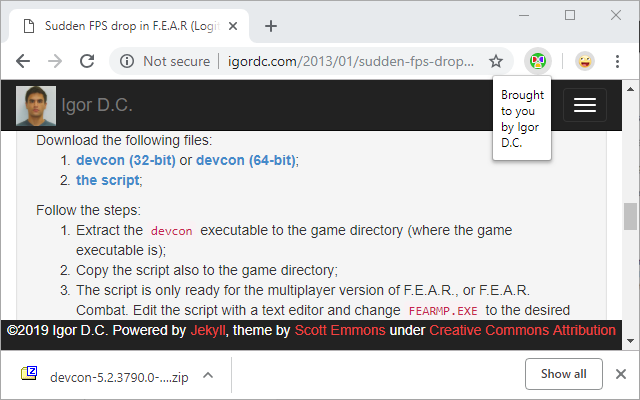 Sudden FPS drop in F.E.A.R (Logi
Not secure | igordc.com/2013/01/sudden-fps-drop...
Igor D.C.
Brought
to you
by Igor
D.C.
Download the following files:
1. devcon (32-bit) or devcon (64-bit);
2. the script;
Follow the steps:
1. Extract the devcon executable to the game directory (where the game
executable is);
2. Copy the script also to the game directory;
3. The script is only ready for the multiplayer version of F.E.A.R., or F.E.A.R.
Combat. Edit the script with a text editor and change FEARMP.EXE to the desired
©2019 Igor D.C. Powered by Jekyll, theme by Scott Emmons under Creative Commons Attribution
devcon-5.2.3790.0-....zip
Show all